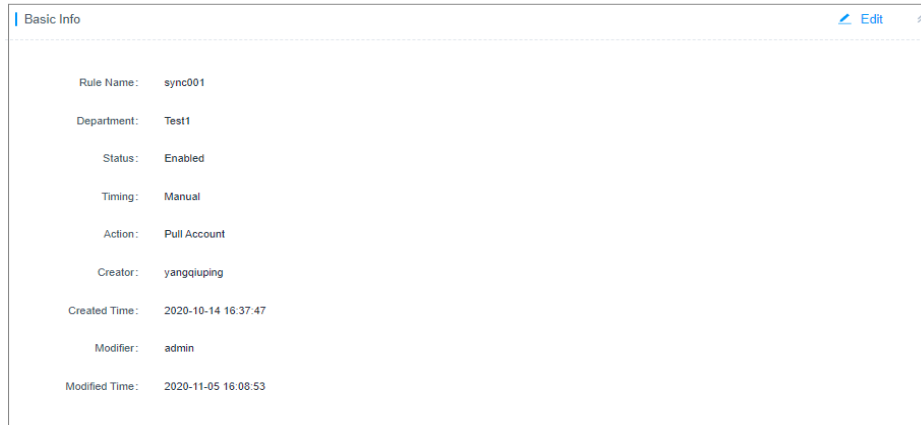 Basic Info Edit
Rule Name: sync001
Department: Test1
Status: Enabled
Timing: Manual
Action: Pull Account
Creator: yangqiuping
Created Time: 2020-10-14 16:37:47
Modifier: admin
Modified Time: 2020-11-05 16:08:53